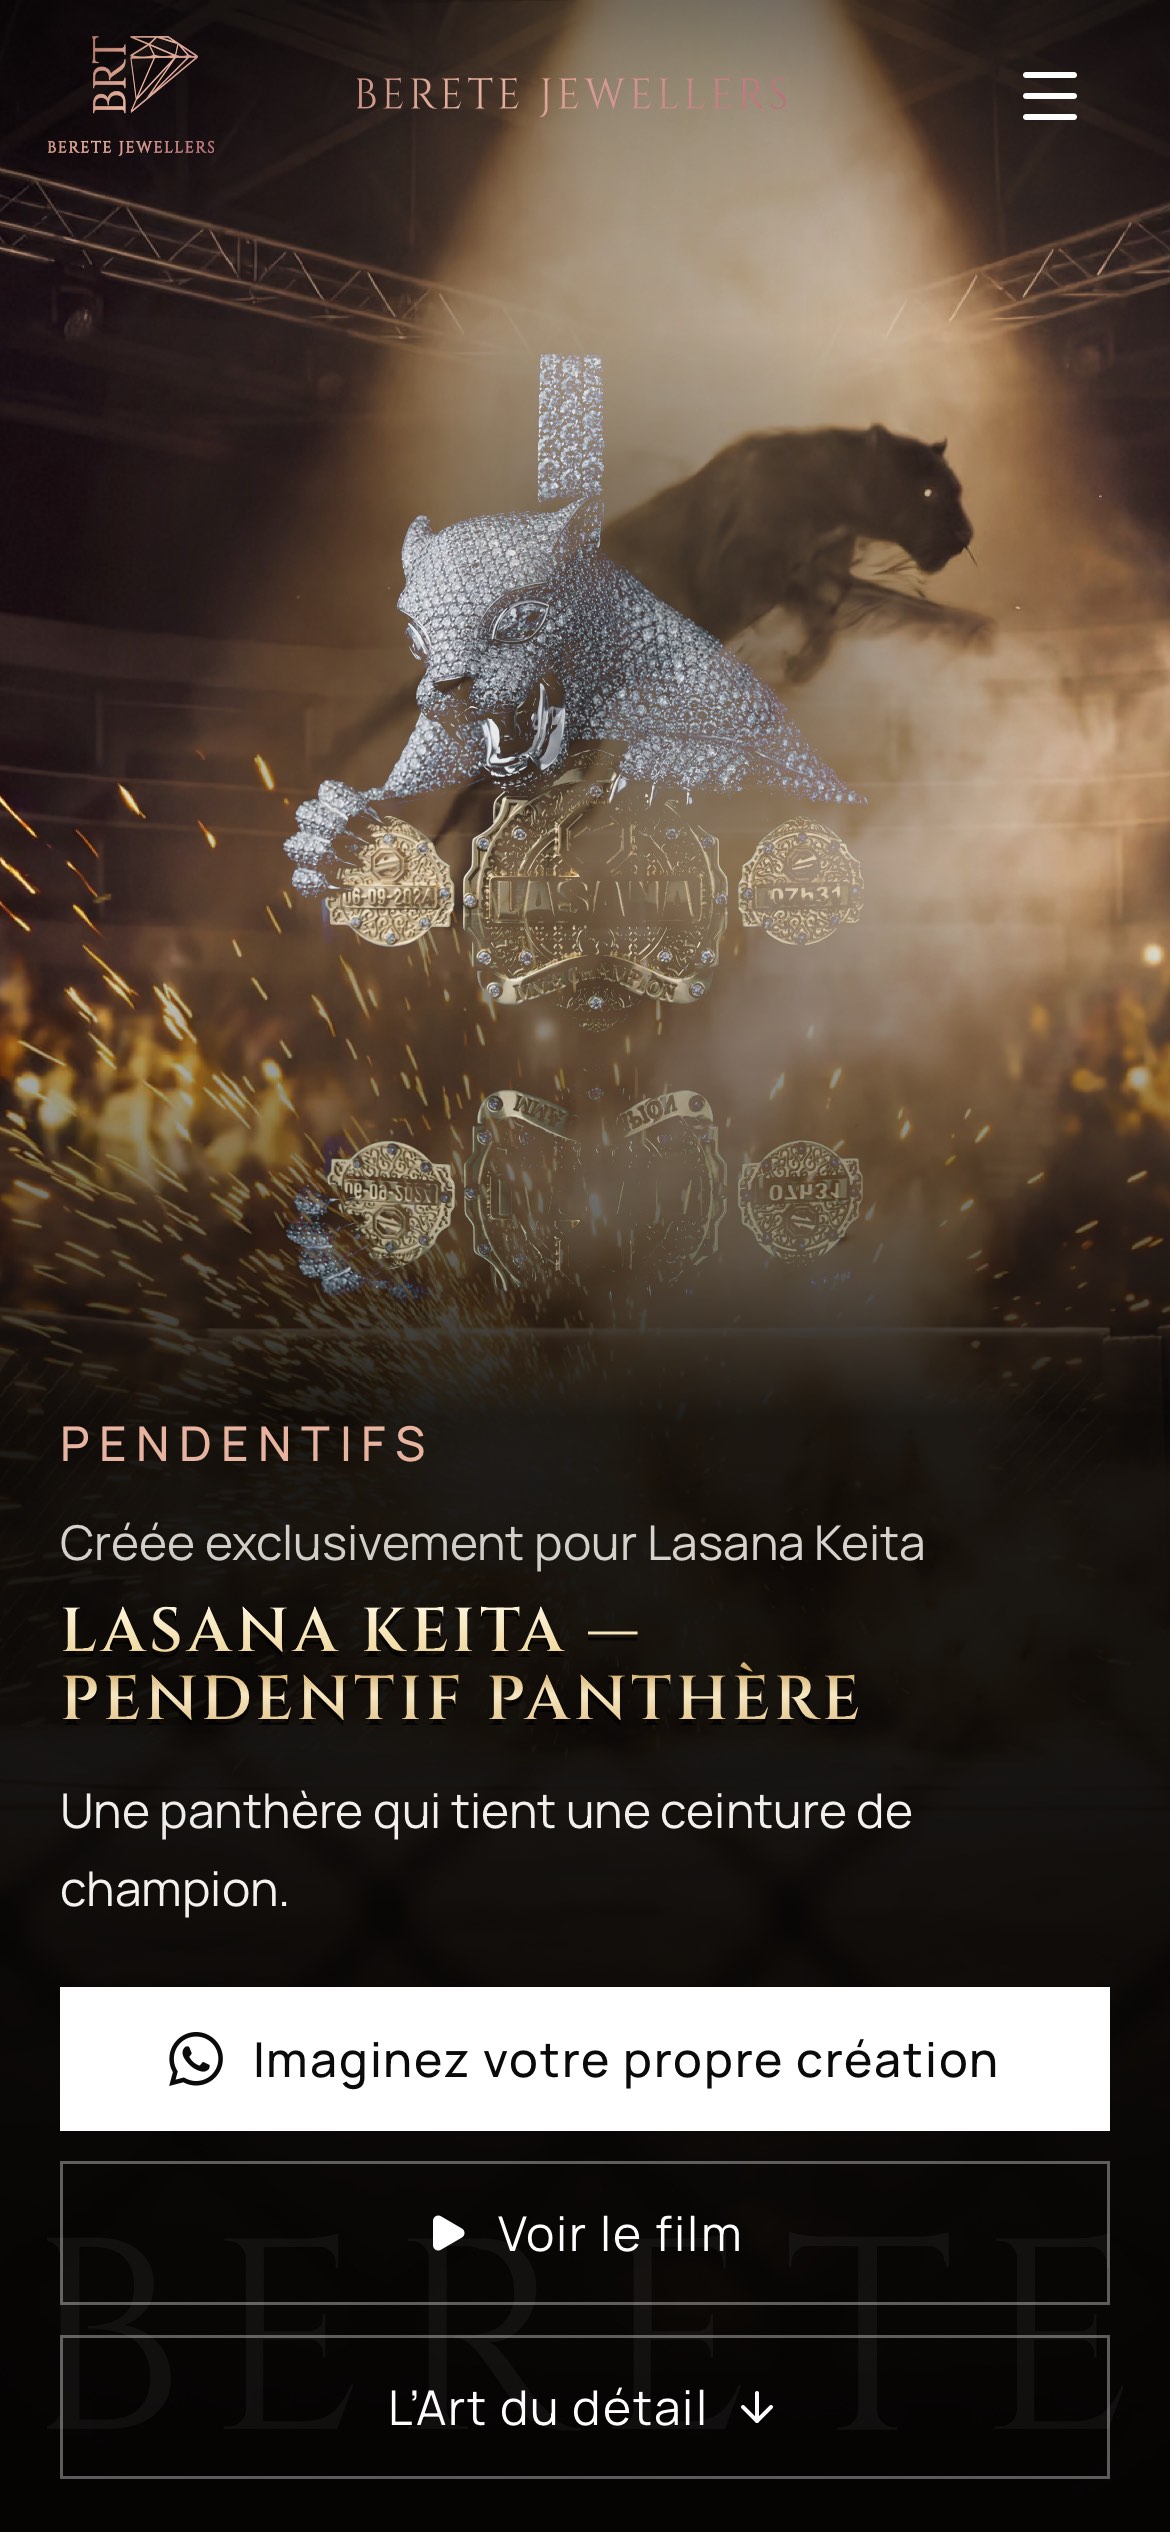 BRT
BERETE JEWELLERS
BERETE JEWELLERS
06-09-2024
LASANA
07h31
PENDENTIFS
Créée exclusivement pour Lasana Keita
LASANA KEITA —
PENDENTIF PANTHÈRE
Une panthère qui tient une ceinture de
champion.
Imaginez votre propre création
Voir le film
L’Art du détail ↓
BERETE